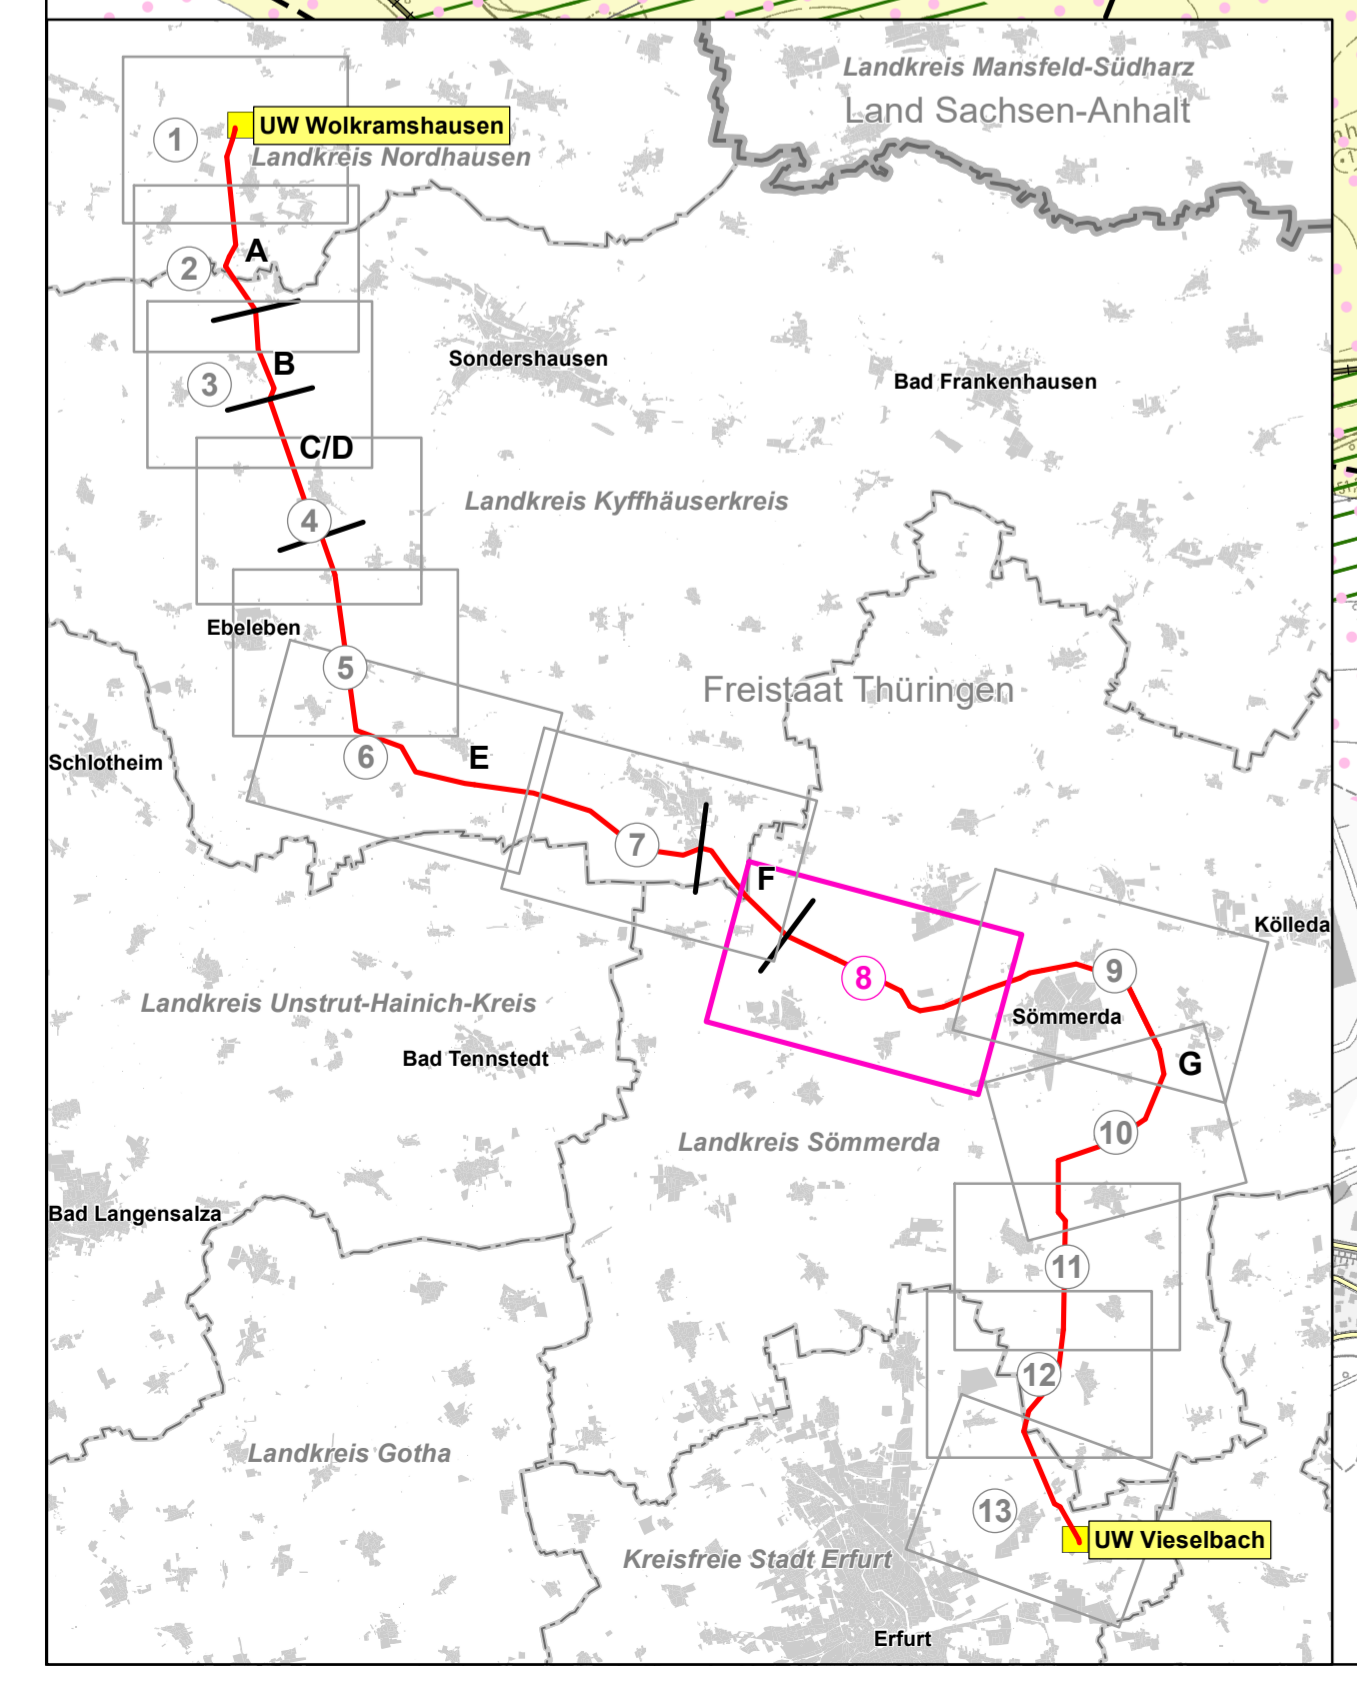 Landkreis Mansfeld-Südharz
Land Sachsen-Anhalt
UW Wolkramshausen
1
Landkreis Nordhausen
A
2
Sondershausen
B
3
Bad Frankenhausen
C/D
Landkreis Kyffhäuserkreis
4
Ebeleben
5
Freistaat Thüringen
6
E
Schlotheim
7
F
Kölleda
8
9
Landkreis Unstrut-Hainich-Kreis
Sömmerda
Bad Tennstedt
G
10
Landkreis Sömmerda
Bad Langensalza
11
12
Landkreis Gotha
13
UW Vieselbach
Kreisfreie Stadt Erfurt
Erfurt